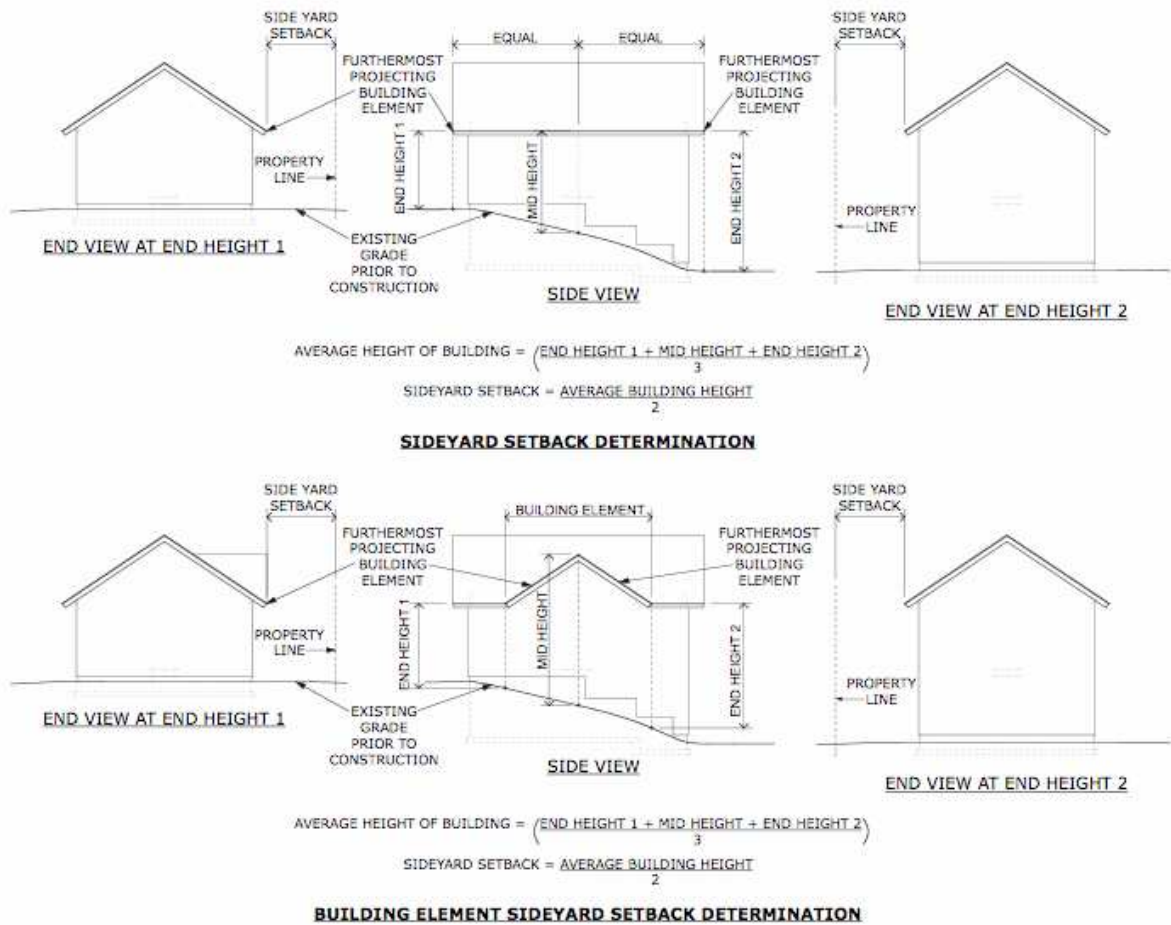 SIDE YARD
SETBACK
FURTHERMOST
PROJECTING
BUILDING
ELEMENT
PROPERTY
LINE
END VIEW AT END HEIGHT 1
EXISTING
GRADE
PRIOR TO
CONSTRUCTION
EQUAL EQUAL
END HEIGHT 1
MID HEIGHT
END HEIGHT 2
SIDE VIEW
FURTHERMOST
PROJECTING
BUILDING
ELEMENT
SIDE YARD
SETBACK
PROPERTY
LINE
END VIEW AT END HEIGHT 2
AVERAGE HEIGHT OF BUILDING = (END HEIGHT 1 + MID HEIGHT + END HEIGHT 2)
3
SIDEYARD SETBACK = AVERAGE BUILDING HEIGHT
2
SIDEYARD SETBACK DETERMINATION
SIDE YARD
SETBACK
FURTHERMOST
PROJECTING
BUILDING
ELEMENT
PROPERTY
LINE
END VIEW AT END HEIGHT 1
EXISTING
GRADE
PRIOR TO
CONSTRUCTION
BUILDING ELEMENT
END HEIGHT 1
MID HEIGHT
END HEIGHT 2
SIDE VIEW
FURTHERMOST
PROJECTING
BUILDING
ELEMENT
SIDE YARD
SETBACK
PROPERTY
LINE
END VIEW AT END HEIGHT 2
AVERAGE HEIGHT OF BUILDING = (END HEIGHT 1 + MID HEIGHT + END HEIGHT 2)
3
SIDEYARD SETBACK = AVERAGE BUILDING HEIGHT
2
BUILDING ELEMENT SIDEYARD SETBACK DETERMINATION